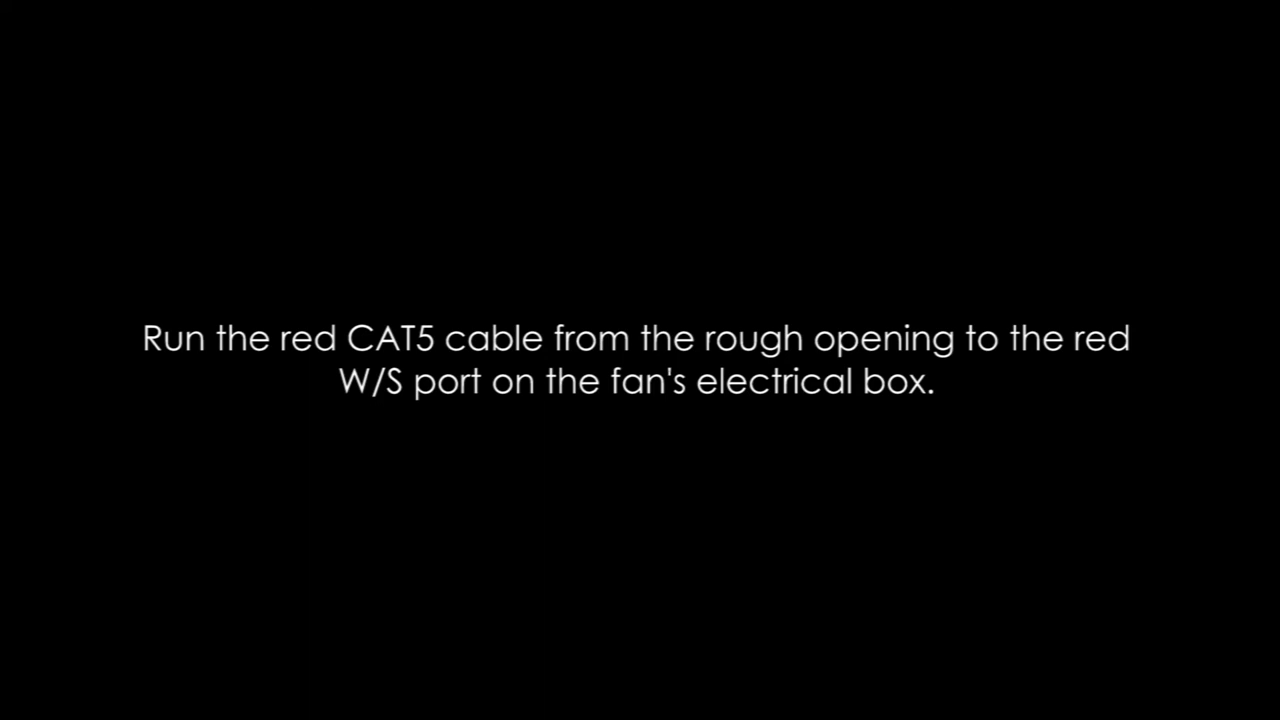 Run the red CAT5 cable from the rough opening to the red
W/S port on the fan's electrical box.